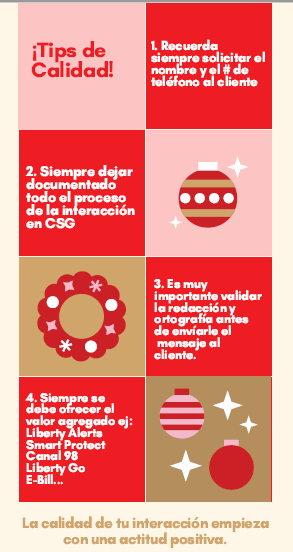 ¡Tips de
Calidad!
1. Recuerda
siempre solicitar el
nombre y el # de
teléfono al cliente
2. Siempre dejar
documentado
todo el proceso
de la interacción
en CSG
3. Es muy
importante validar
la redacción y
ortografía antes
de envíarle el
mensaje al
cliente.
4. Siempre se
debe ofrecer el
valor agregado ej:
Liberty Alerts
Smart Protect
Canal 98
Liberty Go
E-Bill...
La calidad de tu interacción empieza
con una actitud positiva.